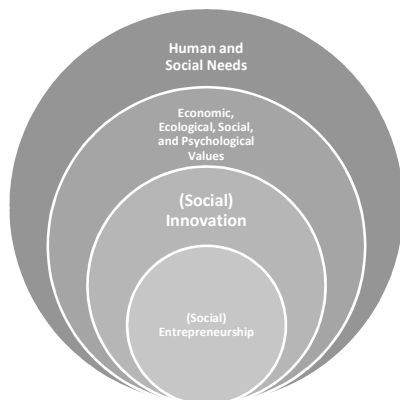 Human and
Social Needs
Economic,
Ecological, Social,
and Psychological
Values
(Social)
Innovation
(Social)
Entrepreneurship